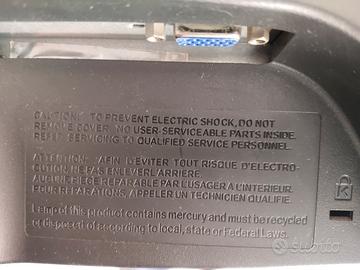 CAUTION: TO PREVENT ELECTRIC SHOCK, DO NOT
REMOVE COVER. NO USER-SERVICEABLE PARTS INSIDE.
REFER SERVICING TO QUALIFIED SERVICE PERSONNEL.
ATTENTION: AFIN D'EVITER TOUT RISQUE D'ELECTRO-
CUTION, NE PAS ENLEVER L'ARRIERE.
AUCUNE PIECE REPARABLE PAR L'USAGER A L'INTERIEUR.
POUR REPARATIONS, APPELER UN TECHNICIEN QUALIFIE.
Lamp of this product contains mercury and must be recycled
or disposed of according to local, state or Federal Laws.
K
Subito